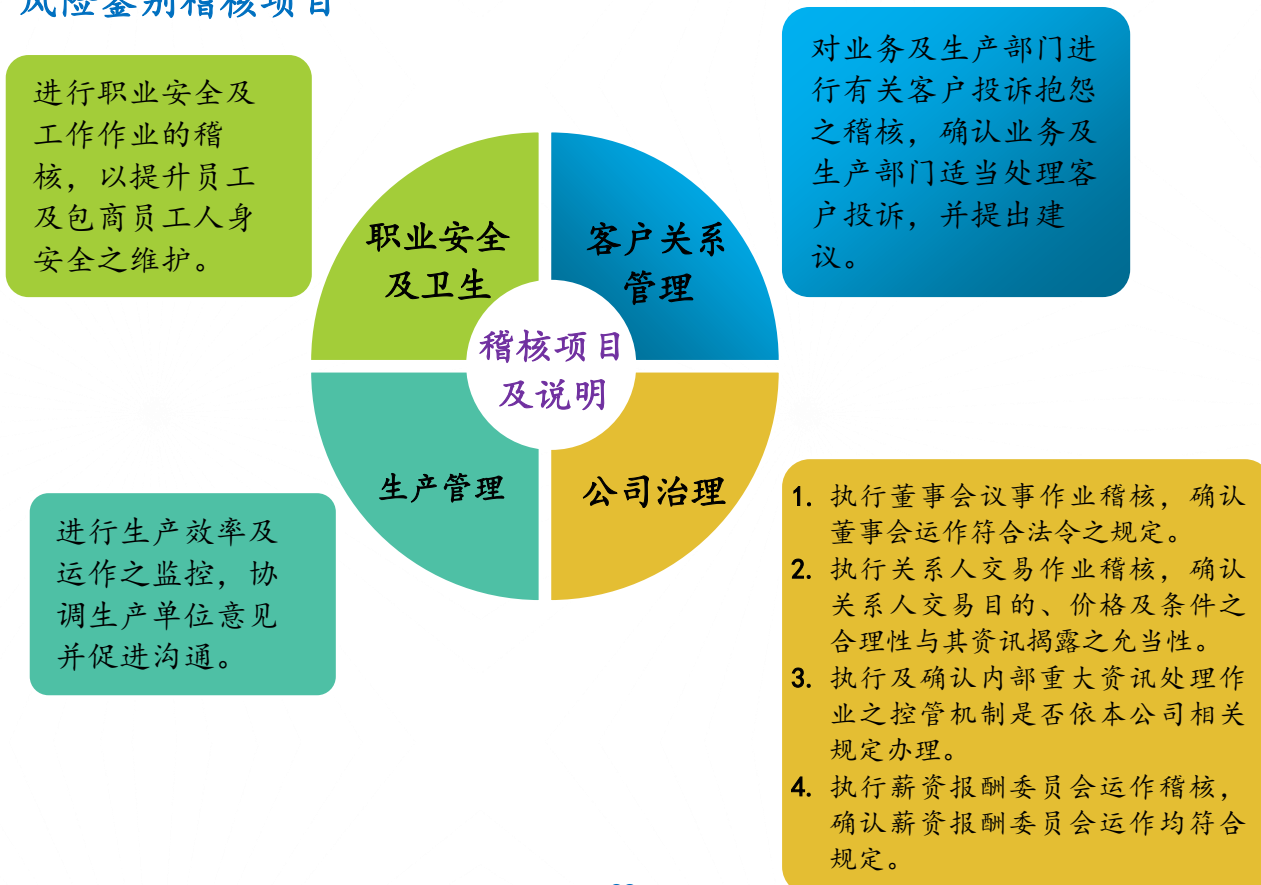 风险鉴别稽核项目
进行职业安全及
工作作业的稽
核，以提升员工
及包商员工人身
安全之维护。
对业务及生产部门进
行有关客户投诉抱怨
之稽核，确认业务及
生产部门适当处理客
户投诉，并提出建
议。
职业安全
及卫生
客户关系
管理
稽核项目
及说明
生产管理
公司治理
进行生产效率及
运作之监控，协
调生产单位意见
并促进沟通。
1. 执行董事会议事作业稽核，确认
董事会运作符合法令之规定。
2. 执行关系人交易作业稽核，确认
关系人交易目的、价格及条件之
合理性与其资讯揭露之允当性。
3. 执行及确认内部重大资讯处理作
业之控管机制是否依本公司相关
规定办理。
4. 执行薪资报酬委员会运作稽核，
确认薪资报酬委员会运作均符合
规定。